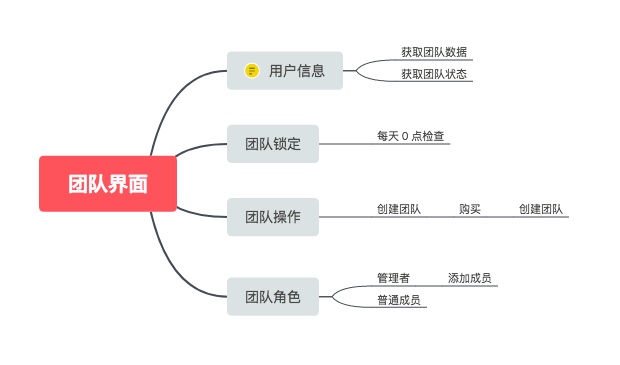 团队界面
用户信息
获取团队数据
获取团队状态
团队锁定
每天 0 点检查
团队操作
创建团队
购买
创建团队
团队角色
管理者
添加成员
普通成员